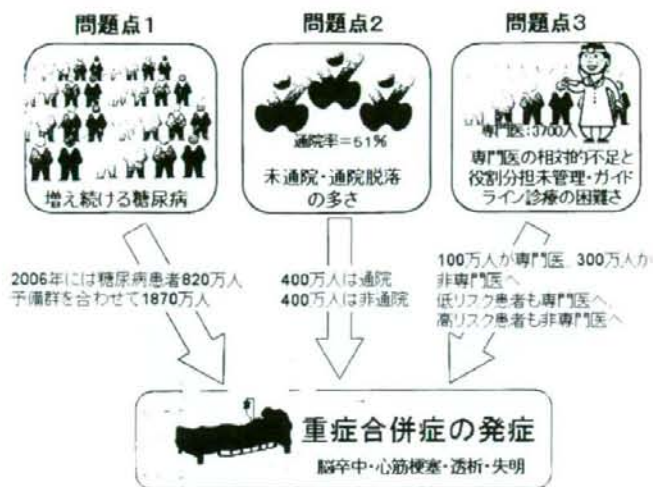 問題点1
増え続ける糖尿病
2006年には糖尿病患者820万人
予備群を合わせて1870万人
問題点2
通院率=51%
未通院・通院脱落
の多さ
400万人は通院
400万人は非通院
問題点3
専門医:3700人
専門医の相対的不足と
役割分担未管理・ガイド
ライン診療の困難さ
100万人が専門医、300万人が
非専門医へ
低リスク患者も専門医へ、
高リスク患者も非専門医へ
重症合併症の発症
脳卒中・心筋梗塞・透析・失明